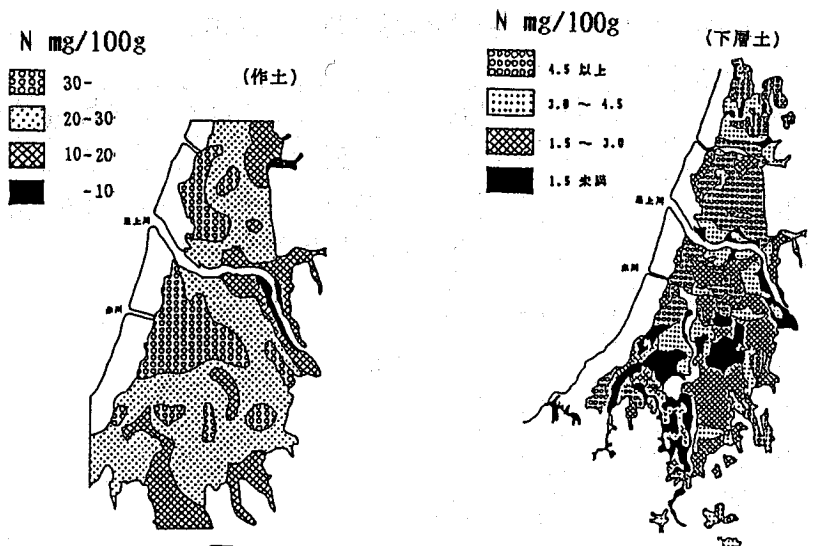 N mg/100g
(作土)
30-
20-30
10-20
-10
最上川
赤川
N mg/100g
(下層土)
4.5 以上
3.0 ~ 4.5
1.5 ~ 3.0
1.5 未満
最上川
赤川